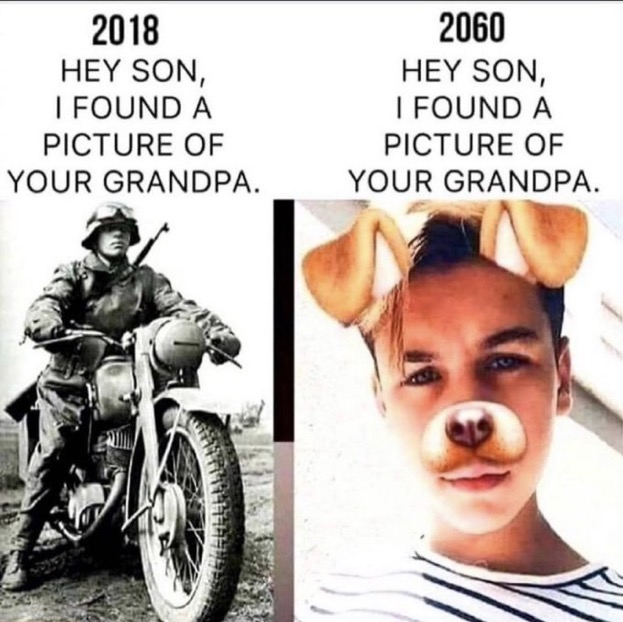 2018
HEY SON,
I FOUND A
PICTURE OF
YOUR GRANDPA.
2060
HEY SON,
I FOUND A
PICTURE OF
YOUR GRANDPA.